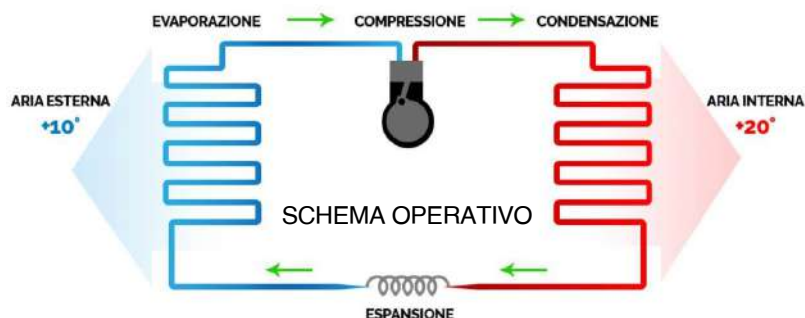 EVAPORAZIONE
COMPRESSIONE
CONDENSAZIONE
ARIA ESTERNA
+10°
ARIA INTERNA
+20°
SCHEMA OPERATIVO
ESPANSIONE